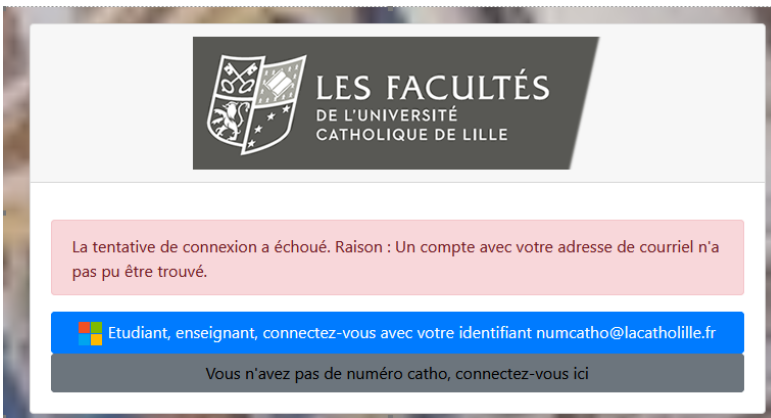 LES FACULTÉS
DE L'UNIVERSITÉ
CATHOLIQUE DE LILLE
La tentative de connexion a échoué. Raison : Un compte avec votre adresse de courriel n'a
pas pu être trouvé.
Etudiant, enseignant, connectez-vous avec votre identifiant numcatho@lacatholille.fr
Vous n'avez pas de numéro catho, connectez-vous ici